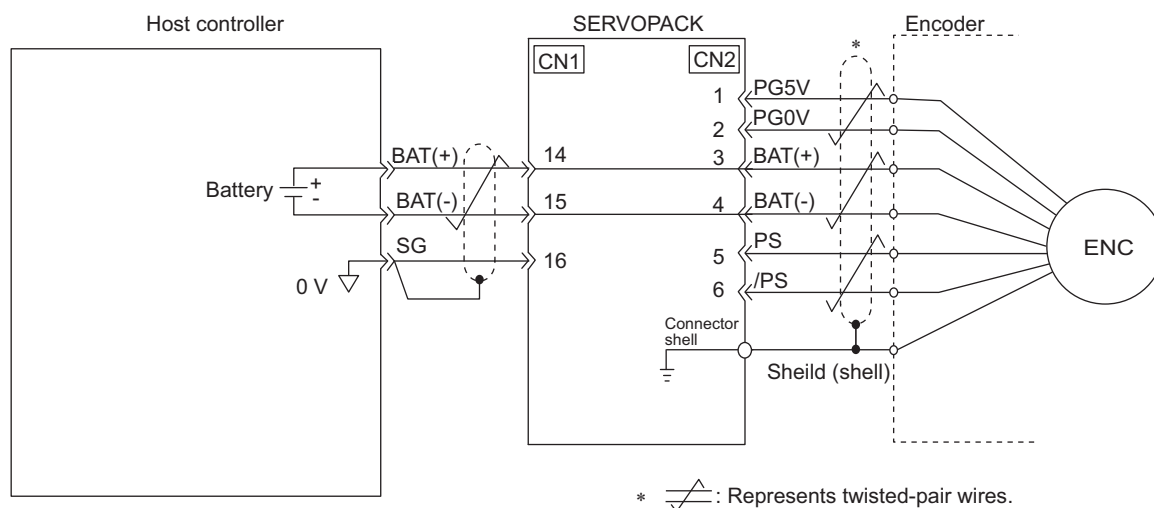 Host controller
SERVOPACK
Encoder
CN1
CN2
*
1
PG5V
2
PG0V
BAT(+)
14
3
BAT(+)
Battery
+
-
BAT(-)
15
4
BAT(-)
SG
16
5
PS
0 V
6
/PS
ENC
Connector
shell
Sheild (shell)
* : Represents twisted-pair wires.